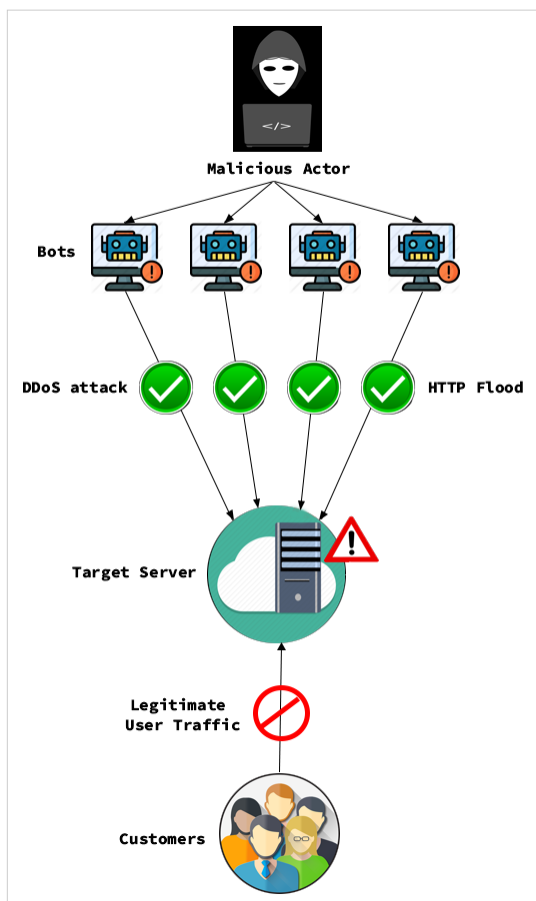 </>
Malicious Actor
Bots
DDoS attack
HTTP Flood
Target Server
Legitimate
User Traffic
Customers